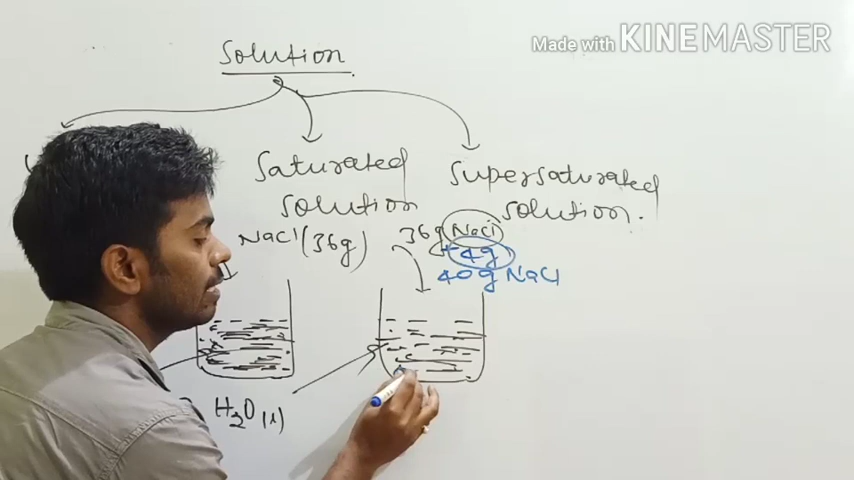 Made with KINEMASTER
Solution
Saturated
solution
Supersaturated
solution.
NaCl (36g)
36g NaCl
+4g
40g NaCl
H₂O (l)